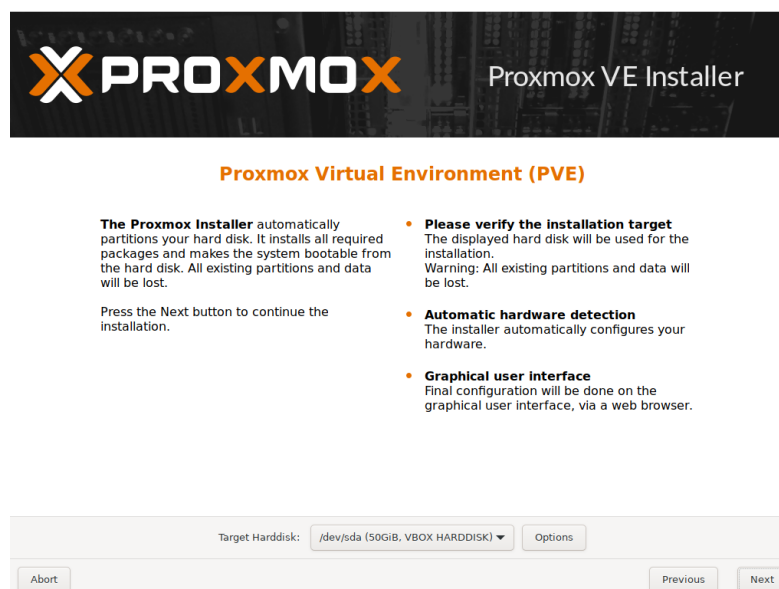 PROXMOX
Proxmox VE Installer
Proxmox Virtual Environment (PVE)
The Proxmox Installer automatically
partitions your hard disk. It installs all required
packages and makes the system bootable from
the hard disk. All existing partitions and data
will be lost.
Press the Next button to continue the
installation.
Please verify the installation target
The displayed hard disk will be used for the
installation.
Warning: All existing partitions and data will
be lost.
Automatic hardware detection
The installer automatically configures your
hardware.
Graphical user interface
Final configuration will be done on the
graphical user interface, via a web browser.
Target Harddisk: /dev/sda (50GiB, VBOX HARDDISK) Options
Abort Previous Next